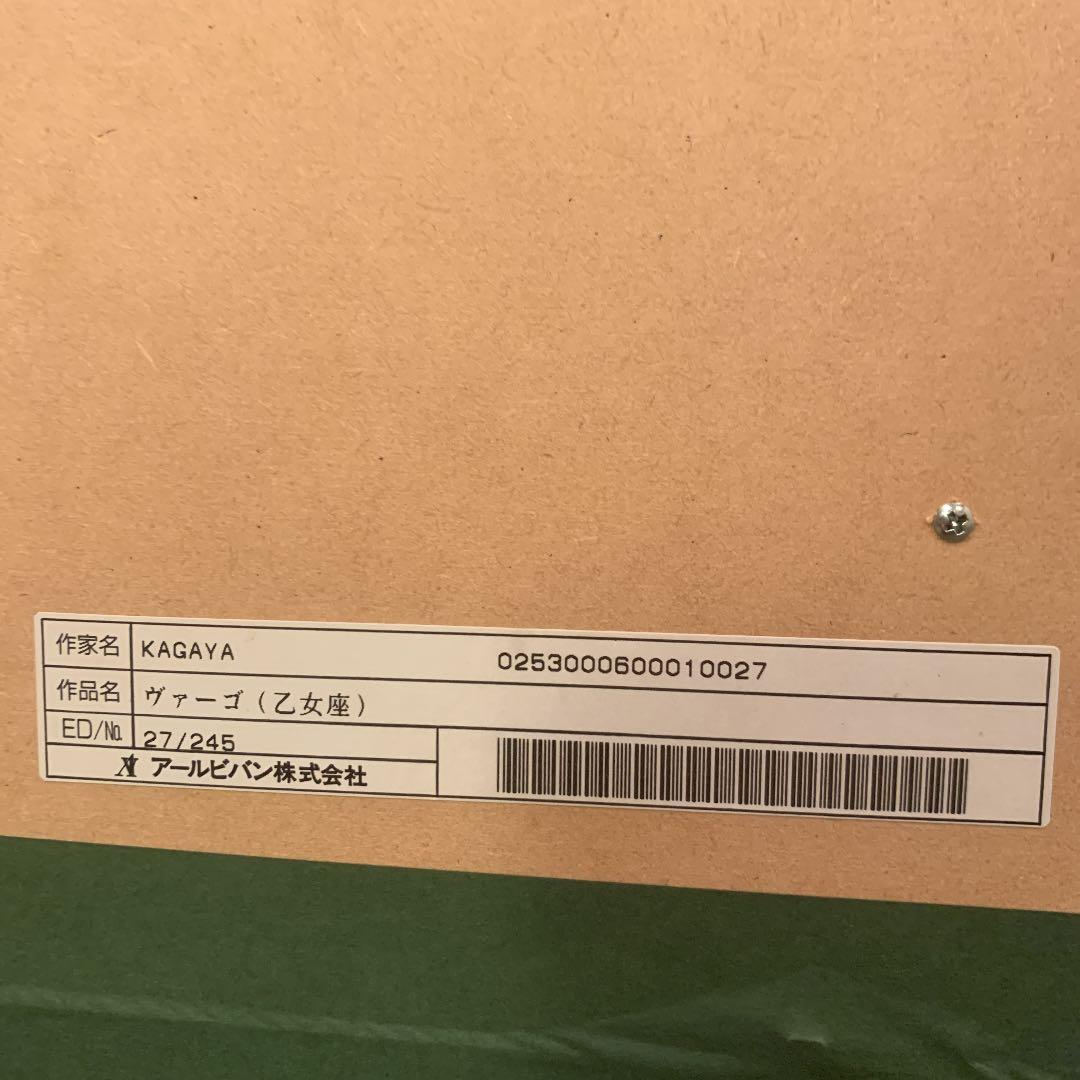 作家名 KAGAYA 0253000600010027
作品名 ヴァーゴ（乙女座）
ED/No. 27/245
アールビバン株式会社